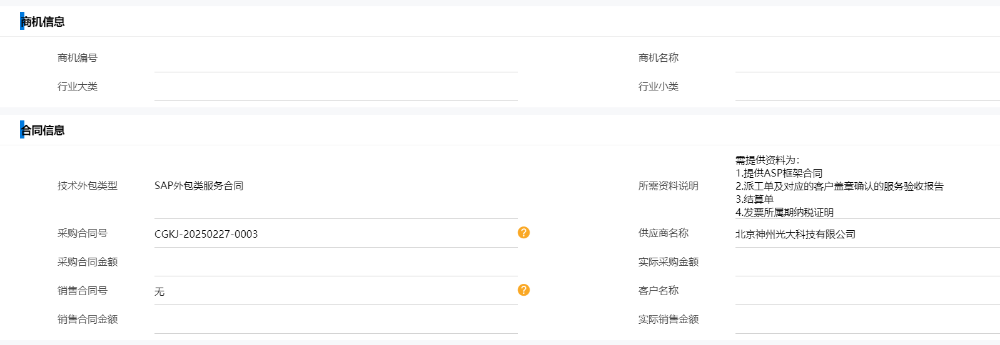 商机信息
商机编号
商机名称
行业大类
行业小类
合同信息
技术外包类型
SAP外包类服务合同
所需资料说明
需提供资料为：
1.提供ASP框架合同
2.派工单及对应的客户盖章确认的服务验收报告
3.结算单
4.发票所属期纳税证明
采购合同号
CGKJ-20250227-0003
?
供应商名称
北京神州光大科技有限公司
采购合同金额
实际采购金额
销售合同号
无
?
客户名称
销售合同金额
实际销售金额